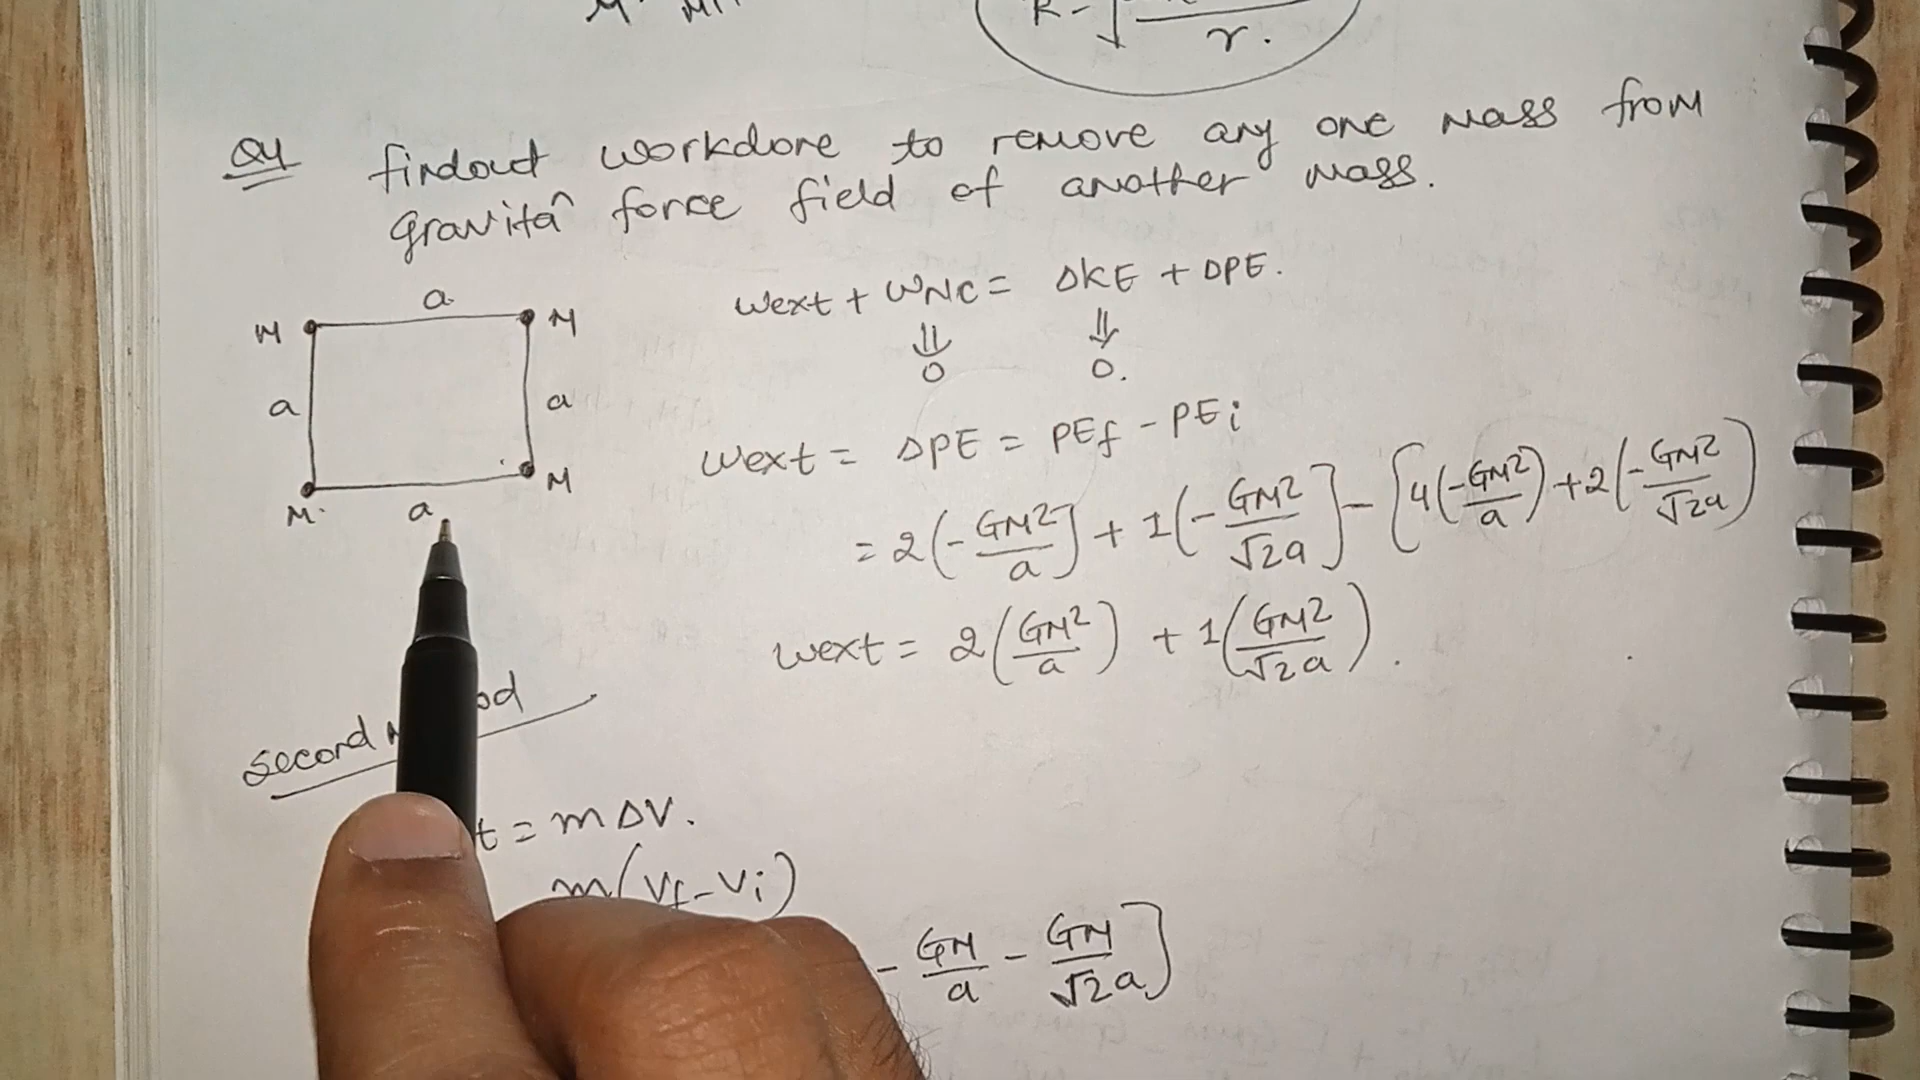 r.
Q4 findout workdone to remove any one mass from
gravitaⁿ force field of another mass.
a
M M
a a
M M
a
Wext + WNC = ΔKE + ΔPE.
⇓ ⇓
0 0.
Wext = ΔPE = PEf - PEi
= 2(-GM²/a) + 1(-GM²/√2a] - [4(-GM²/a) + 2(-GM²/√2a)
Wext = 2(GM²/a) + 1(GM²/√2a).
Second
t = mΔV.
m(Vf - Vi)
- GM/a - GM/√2a]